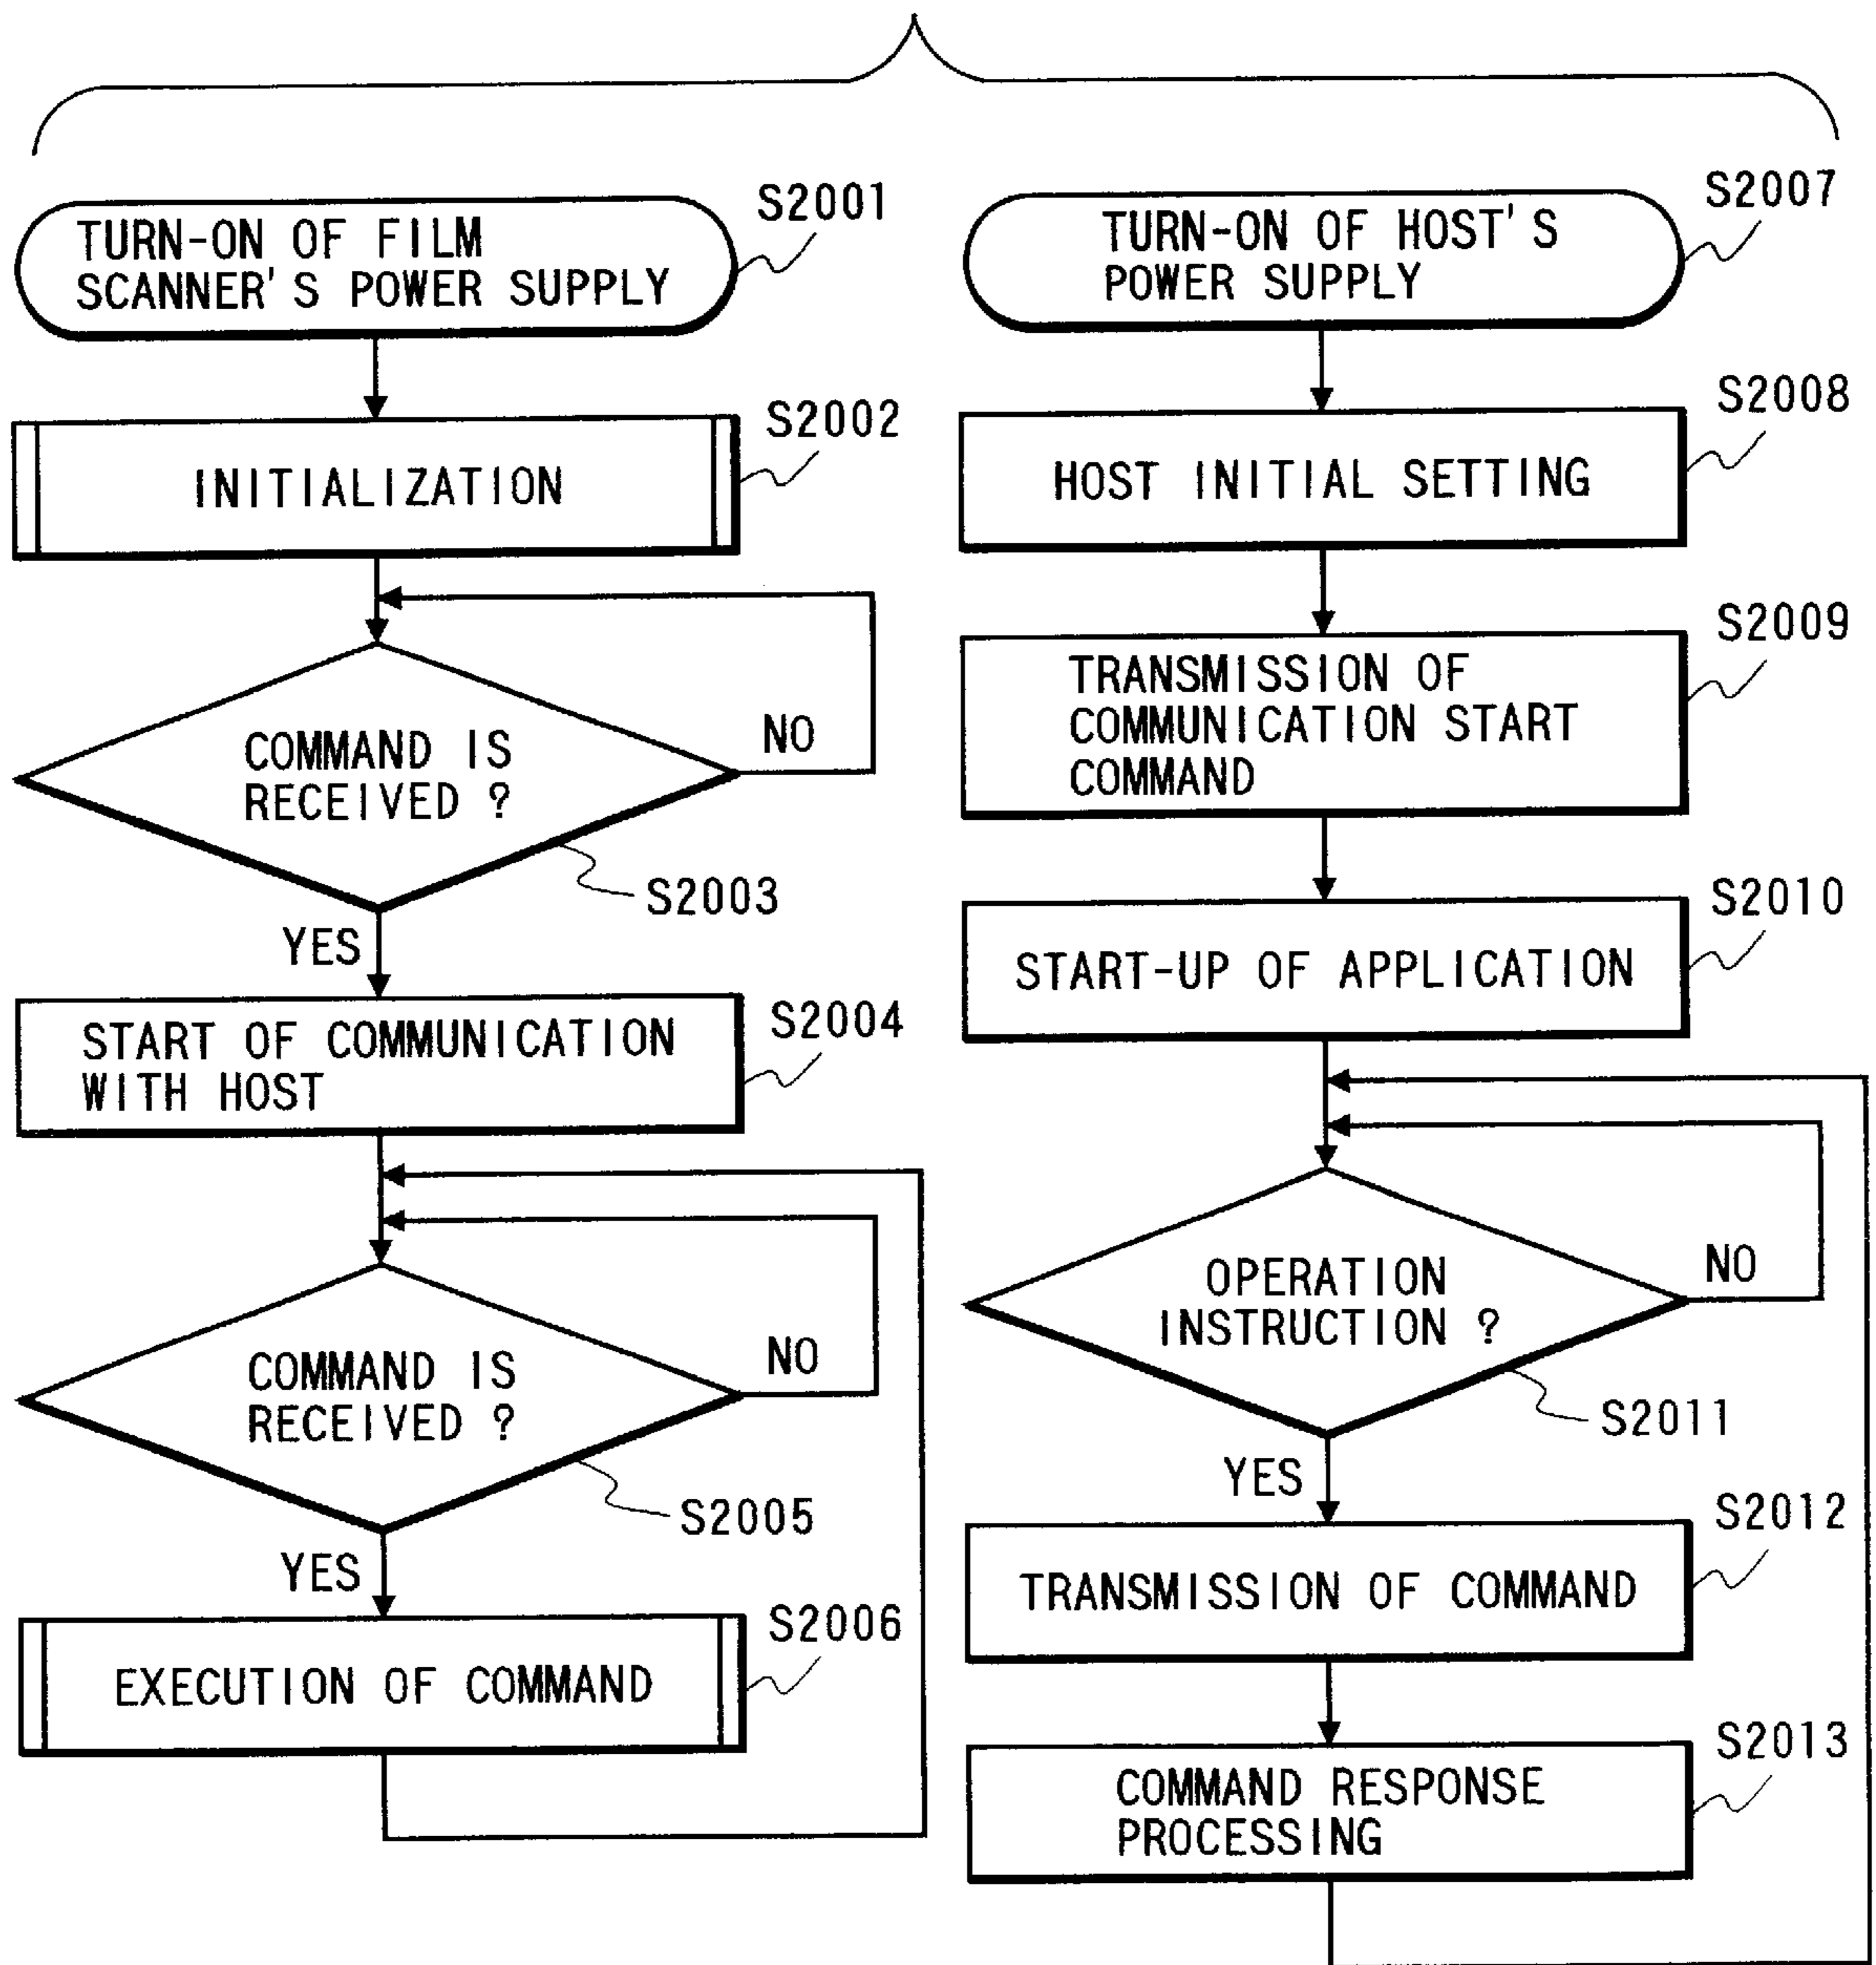 TURN-ON OF FILM
SCANNER'S POWER SUPPLY
S2001
INITIALIZATION
S2002
COMMAND IS
RECEIVED ?
NO
S2003
YES
START OF COMMUNICATION
WITH HOST
S2004
COMMAND IS
RECEIVED ?
NO
S2005
YES
EXECUTION OF COMMAND
S2006
TURN-ON OF HOST'S
POWER SUPPLY
S2007
HOST INITIAL SETTING
S2008
TRANSMISSION OF
COMMUNICATION START
COMMAND
S2009
START-UP OF APPLICATION
S2010
OPERATION
INSTRUCTION ?
NO
S2011
YES
TRANSMISSION OF COMMAND
S2012
COMMAND RESPONSE
PROCESSING
S2013